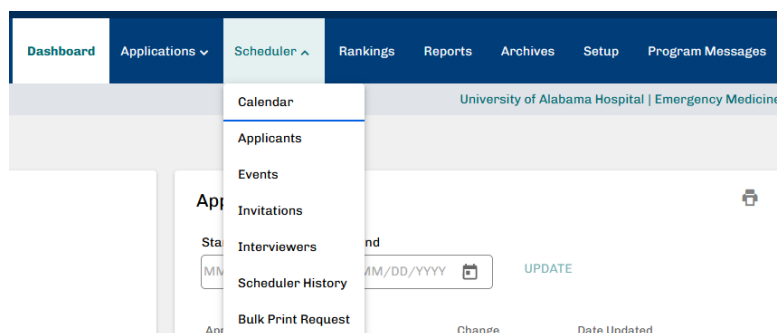 Dashboard Applications Scheduler Rankings Reports Archives Setup Program Messages
University of Alabama Hospital | Emergency Medicine
Calendar
Applicants
Events
Invitations
Interviewers
Scheduler History
Bulk Print Request
MM/DD/YYYY
UPDATE
Change Date Updated